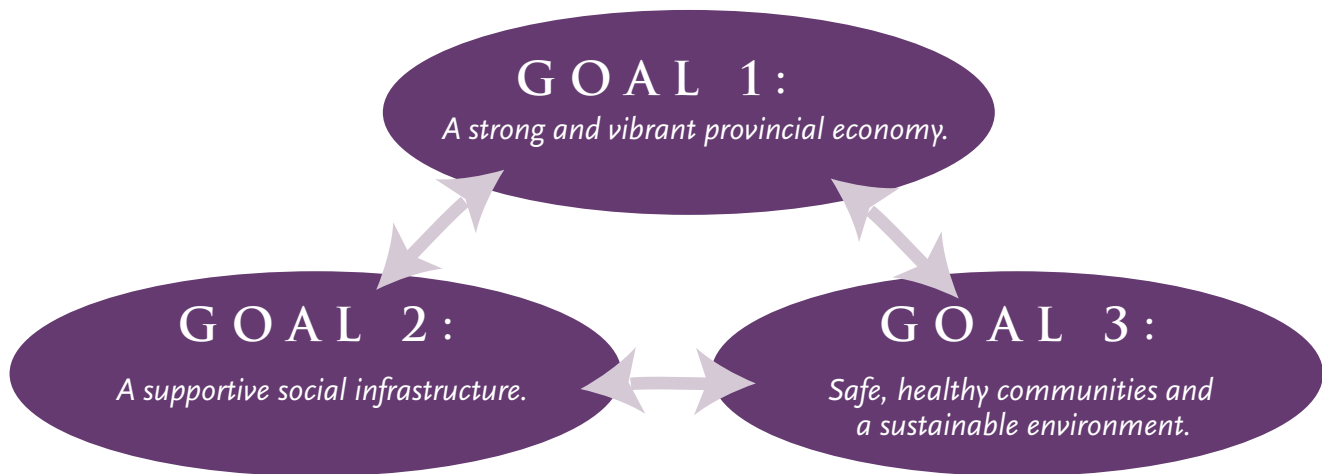 GOAL 1:
A strong and vibrant provincial economy.
GOAL 2:
A supportive social infrastructure.
GOAL 3:
Safe, healthy communities and
a sustainable environment.